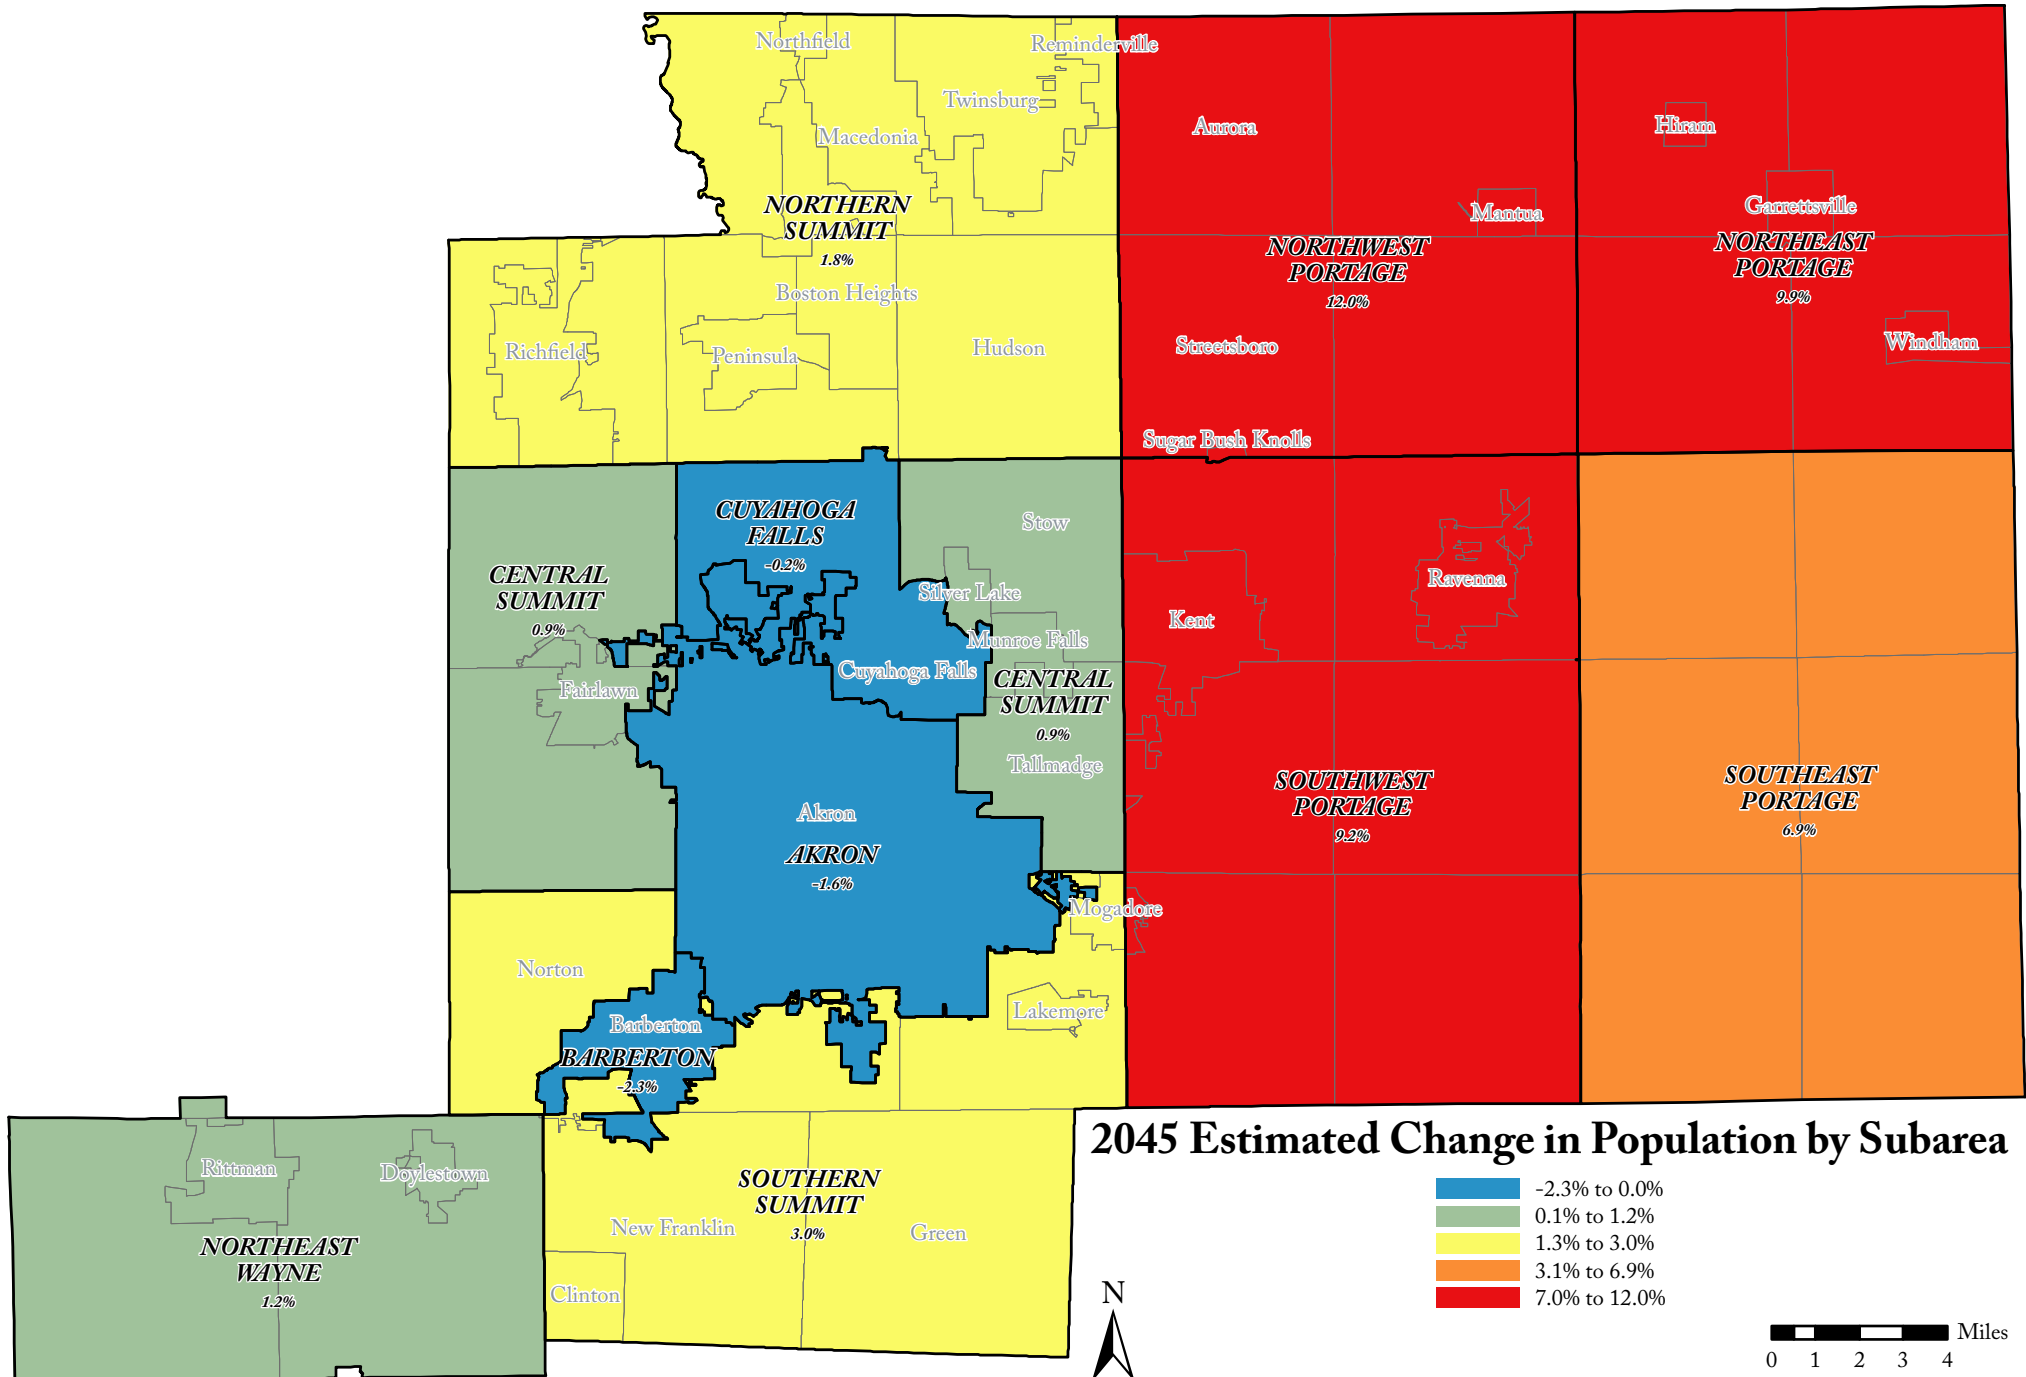 Northfield
Reminderville
Twinsburg
Macedonia
NORTHERN
SUMMIT
1.8%
Boston Heights
Richfield
Peninsula
Hudson
Aurora
Mantua
NORTHWEST
PORTAGE
12.0%
Streetsboro
Sugar Bush Knolls
Hiram
Garrettsville
NORTHEAST
PORTAGE
9.9%
Windham
CENTRAL
SUMMIT
0.9%
Fairlawn
CUYAHOGA
FALLS
-0.2%
Cuyahoga Falls
Stow
Silver Lake
Munroe Falls
CENTRAL
SUMMIT
0.9%
Tallmadge
Akron
AKRON
-1.6%
Kent
Ravenna
SOUTHWEST
PORTAGE
9.2%
SOUTHEAST
PORTAGE
6.9%
Mogadore
Lakemore
Norton
Barberton
BARBERTON
-2.3%
Rittman
Doylestown
NORTHEAST
WAYNE
1.2%
SOUTHERN
SUMMIT
3.0%
New Franklin
Green
Clinton
2045 Estimated Change in Population by Subarea
-2.3% to 0.0%
0.1% to 1.2%
1.3% to 3.0%
3.1% to 6.9%
7.0% to 12.0%
N
Miles
0 1 2 3 4